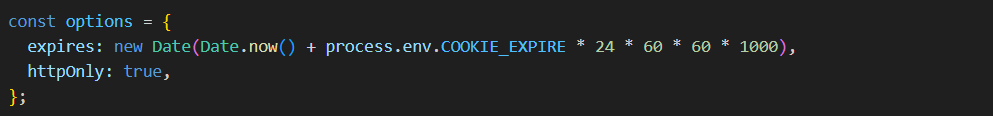 const options = {
  expires: new Date(Date.now() + process.env.COOKIE_EXPIRE * 24 * 60 * 60 * 1000),
  httpOnly: true,
};